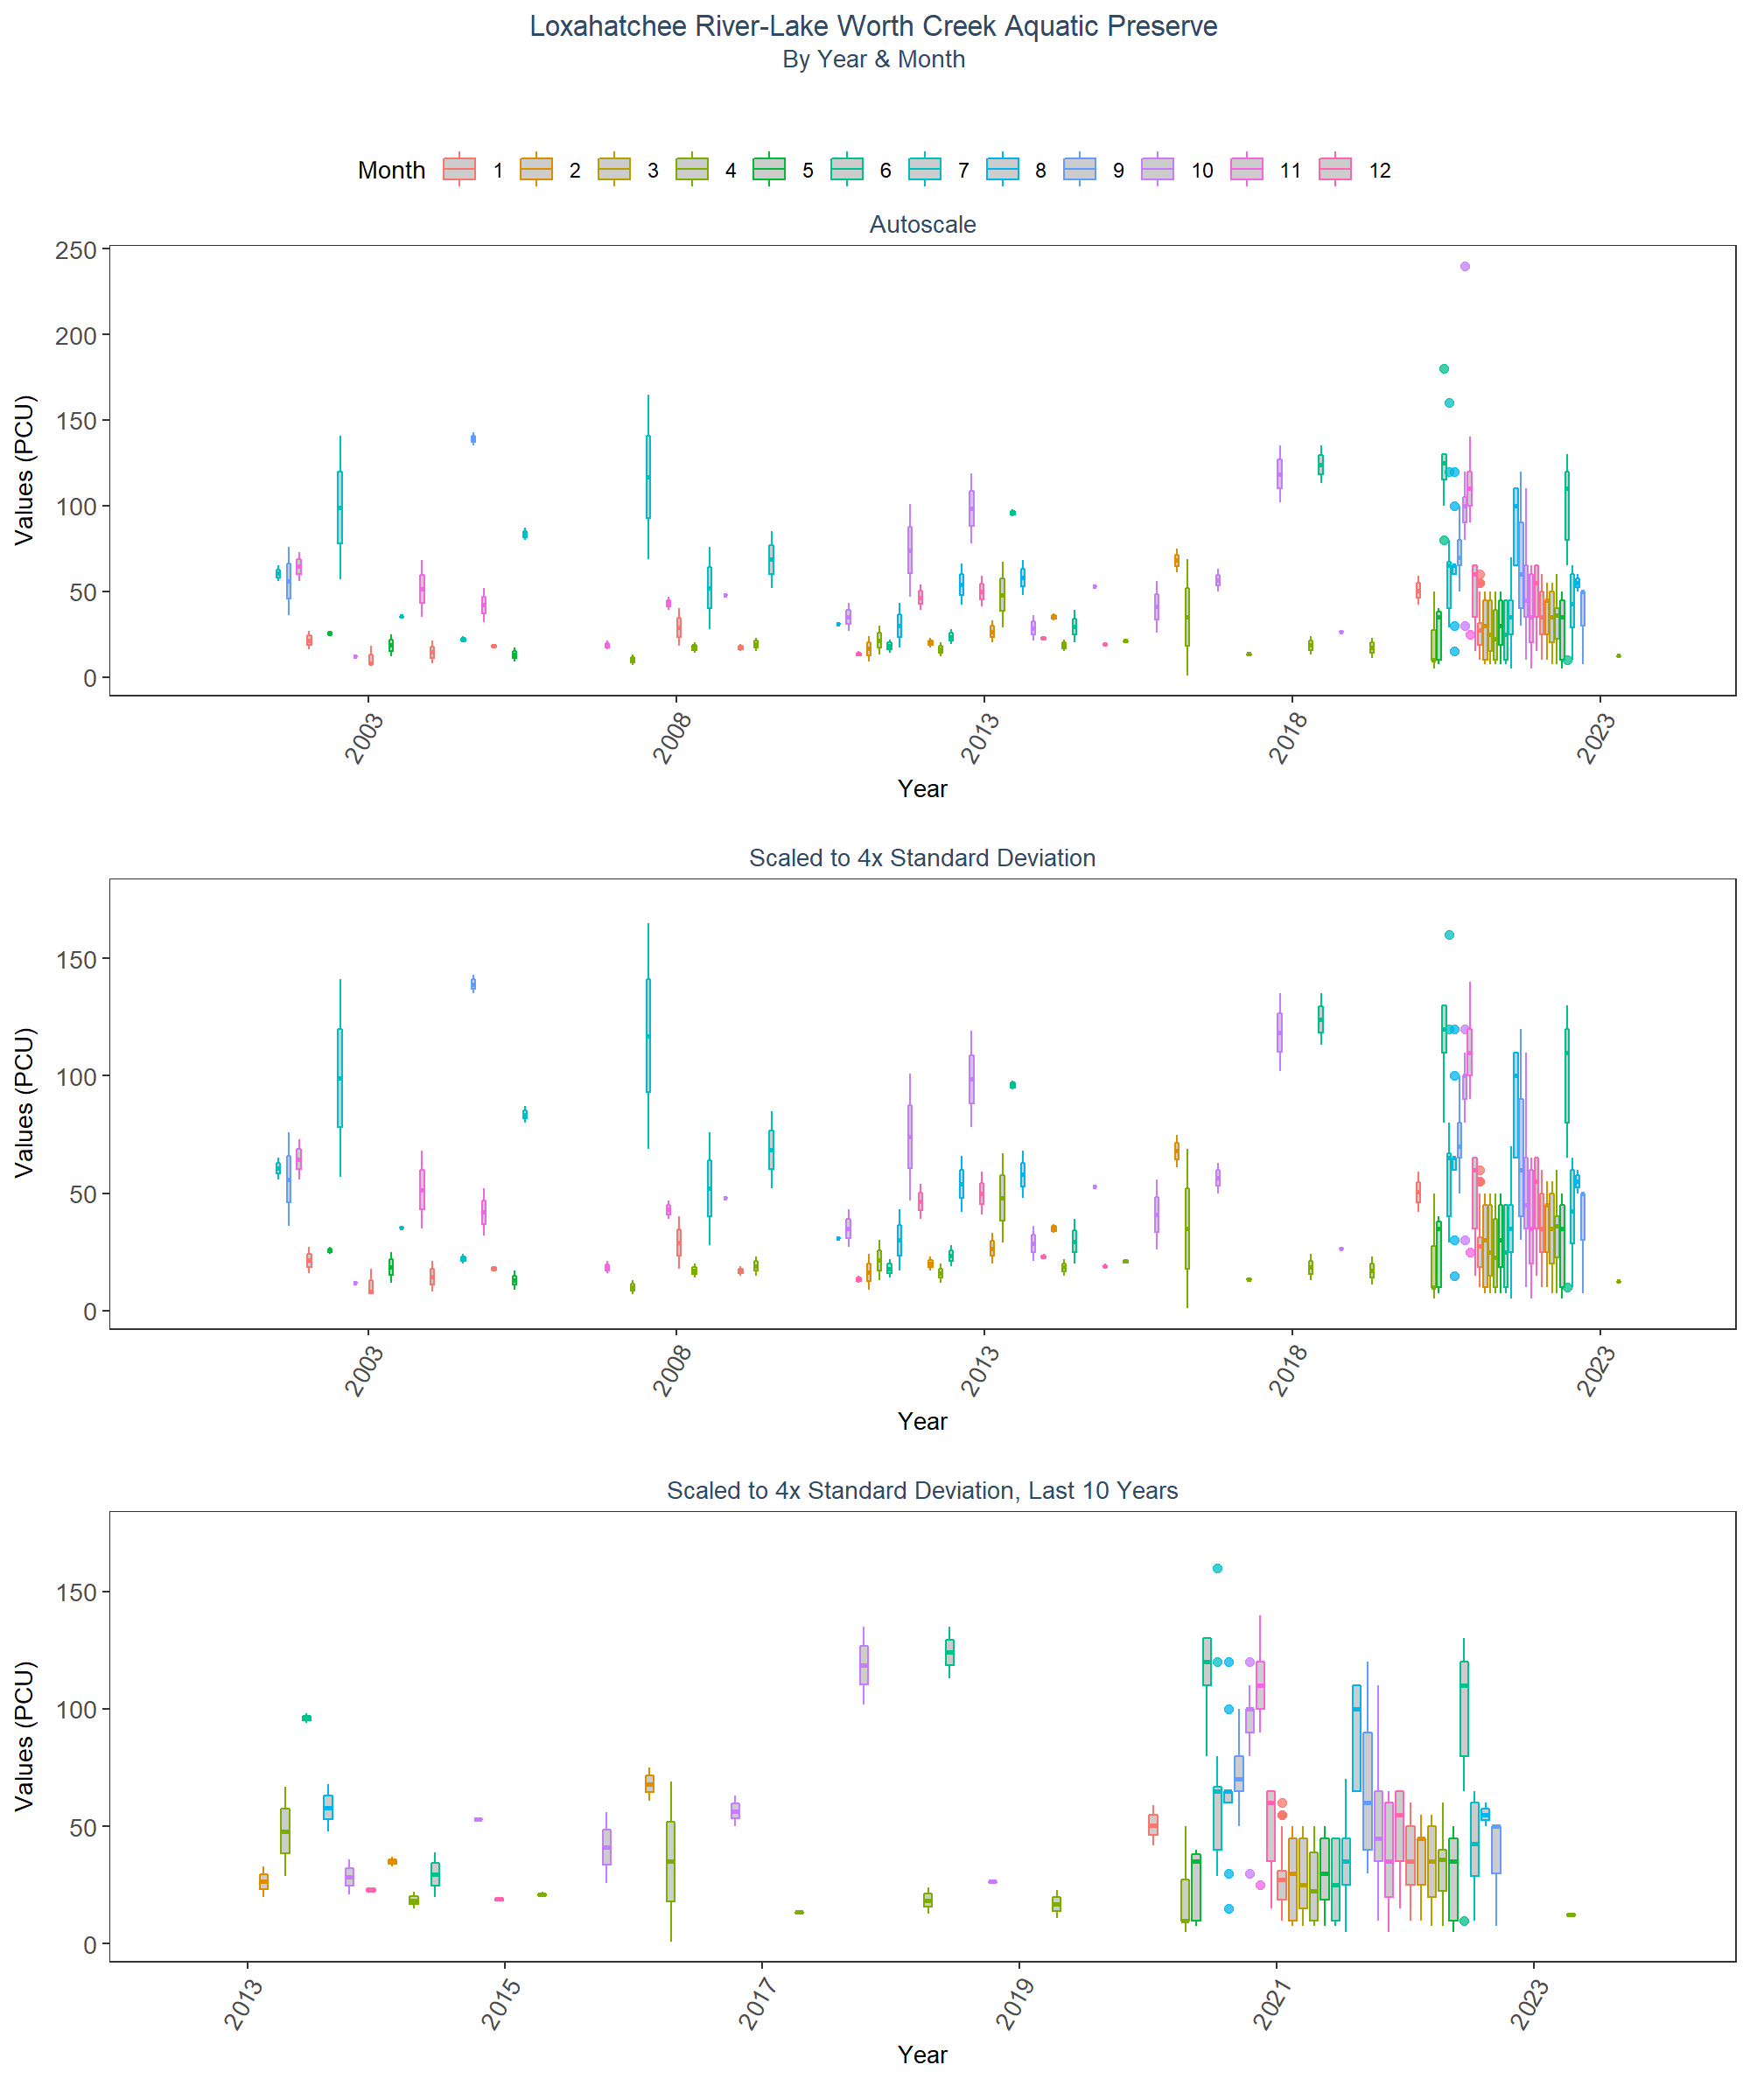 Loxahatchee River-Lake Worth Creek Aquatic Preserve
By Year & Month
Month 1 2 3 4 5 6 7 8 9 10 11 12
Autoscale
Values (PCU)
250
200
150
100
50
0
2003 2008 2013 2018 2023
Year
Scaled to 4x Standard Deviation
Values (PCU)
150
100
50
0
2003 2008 2013 2018 2023
Year
Scaled to 4x Standard Deviation, Last 10 Years
Values (PCU)
150
100
50
0
2013 2015 2017 2019 2021 2023
Year